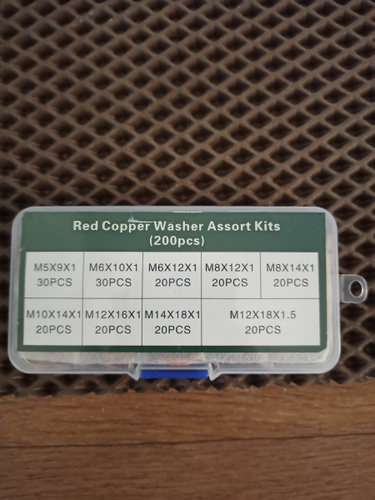 Red Copper Washer Assort Kits
(200pcs)
M5X9X1 M6X10X1 M6X12X1 M8X12X1 M8X14X1
30PCS 30PCS 20PCS 20PCS 20PCS
M10X14X1 M12X16X1 M14X18X1 M12X18X1.5
20PCS 20PCS 20PCS 20PCS